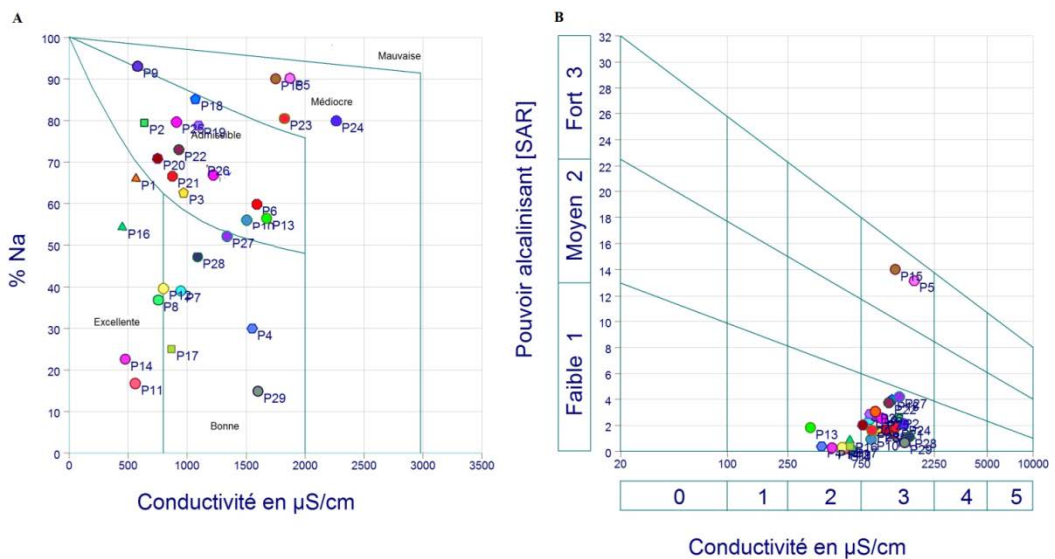 A
B
% Na
100
90
80
70
60
50
40
30
20
10
0
0
500
1000
1500
2000
2500
3000
3500
Conductivité en µS/cm
Mauvaise
Médiocre
Admissible
Excellente
Bonne
P9
P5
P18
P23
P24
P2
P19
P22
P20
P26
P21
P1
P3
P6
P13
P16
P27
P28
P7
P8
P4
P17
P14
P11
P29
Pouvoir alcalinisant [SAR]
Fort 3
Moyen 2
Faible 1
32
30
28
26
24
22
20
18
16
14
12
10
8
6
4
2
0
P15
P5
P13
P27
P24
P28
P10
P29
20
100
250
750
2250
5000
10000
0
1
2
3
4
5
Conductivité en µS/cm